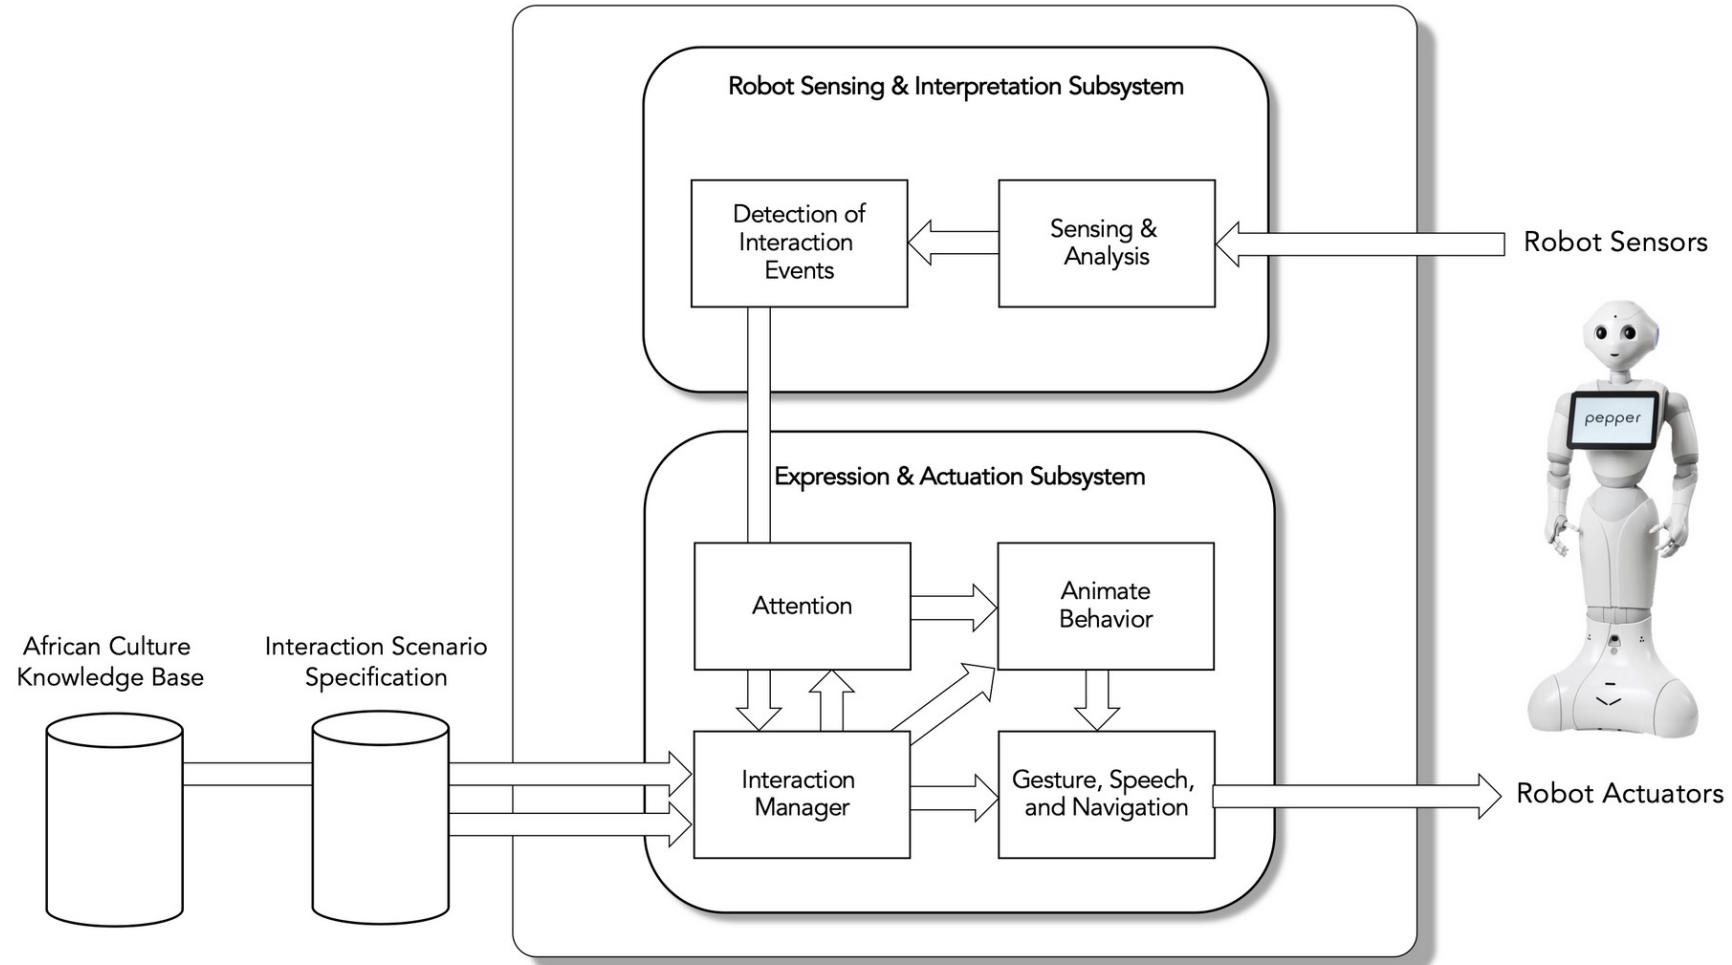 Robot Sensing & Interpretation Subsystem
Detection of
Interaction
Events
Sensing &
Analysis
Robot Sensors
pepper
Expression & Actuation Subsystem
Attention
Animate
Behavior
African Culture
Knowledge Base
Interaction Scenario
Specification
Interaction
Manager
Gesture, Speech,
and Navigation
Robot Actuators